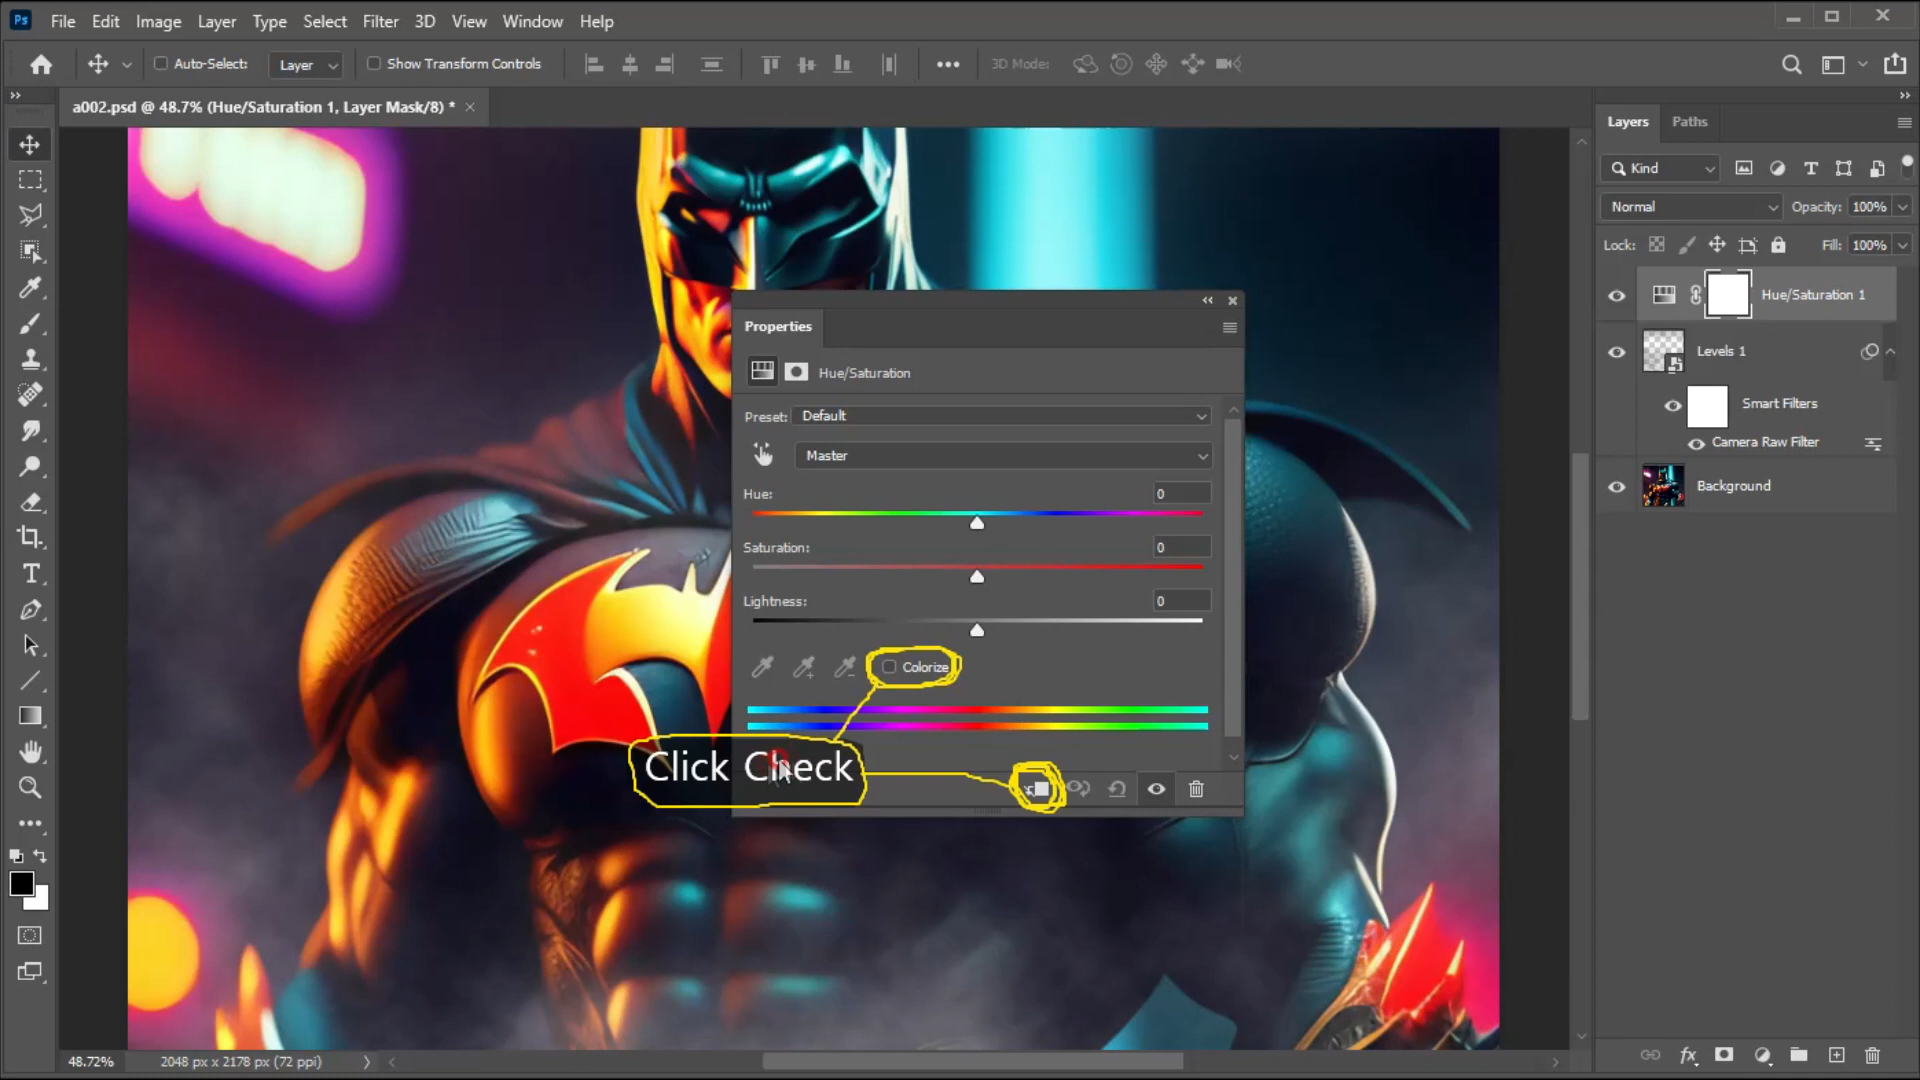 Ps File Edit Image Layer Type Select Filter 3D View Window Help
Auto-Select: Layer Show Transform Controls 3D Mode:
a002.psd @ 48.7% (Hue/Saturation 1, Layer Mask/8) *
Layers Paths
Kind
Normal Opacity: 100%
Lock: Fill: 100%
Hue/Saturation 1
Levels 1
Smart Filters
Camera Raw Filter
Background
Properties
Hue/Saturation
Preset: Default
Master
Hue: 0
Saturation: 0
Lightness: 0
Colorize
Click Check
48.72% 2048 px x 2178 px (72 ppi)